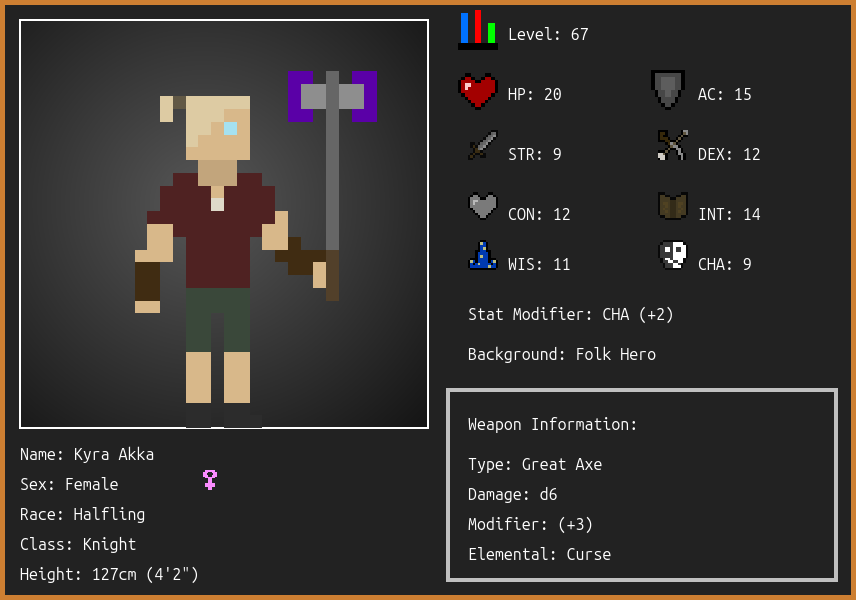 Level: 67
HP: 20
AC: 15
STR: 9
DEX: 12
CON: 12
INT: 14
WIS: 11
CHA: 9
Stat Modifier: CHA (+2)
Background: Folk Hero
Weapon Information:
Type: Great Axe
Damage: d6
Modifier: (+3)
Elemental: Curse
Name: Kyra Akka
Sex: Female
Race: Halfling
Class: Knight
Height: 127cm (4'2")